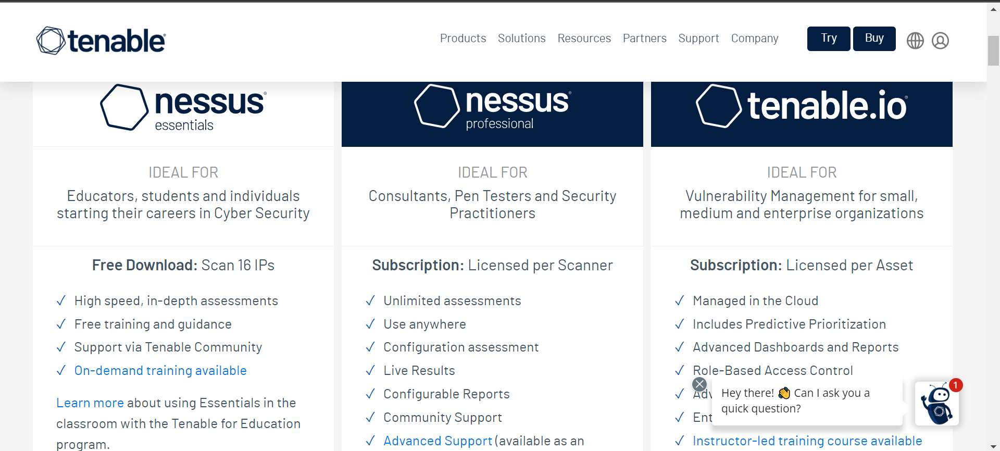 tenable
Products Solutions Resources Partners Support Company
Try Buy
nessus®
essentials
IDEAL FOR
Educators, students and individuals
starting their careers in Cyber Security
Free Download: Scan 16 IPs
✓ High speed, in-depth assessments
✓ Free training and guidance
✓ Support via Tenable Community
✓ On-demand training available
Learn more about using Essentials in the
classroom with the Tenable for Education
program.
nessus®
professional
IDEAL FOR
Consultants, Pen Testers and Security
Practitioners
Subscription: Licensed per Scanner
✓ Unlimited assessments
✓ Use anywhere
✓ Configuration assessment
✓ Live Results
✓ Configurable Reports
✓ Community Support
✓ Advanced Support (available as an
tenable.io®
IDEAL FOR
Vulnerability Management for small,
medium and enterprise organizations
Subscription: Licensed per Asset
✓ Managed in the Cloud
✓ Includes Predictive Prioritization
✓ Advanced Dashboards and Reports
✓ Role-Based Access Control
✓ Adv
✓ Ent
✓ Instructor-led training course available
Hey there! 👏 Can I ask you a
quick question?
1